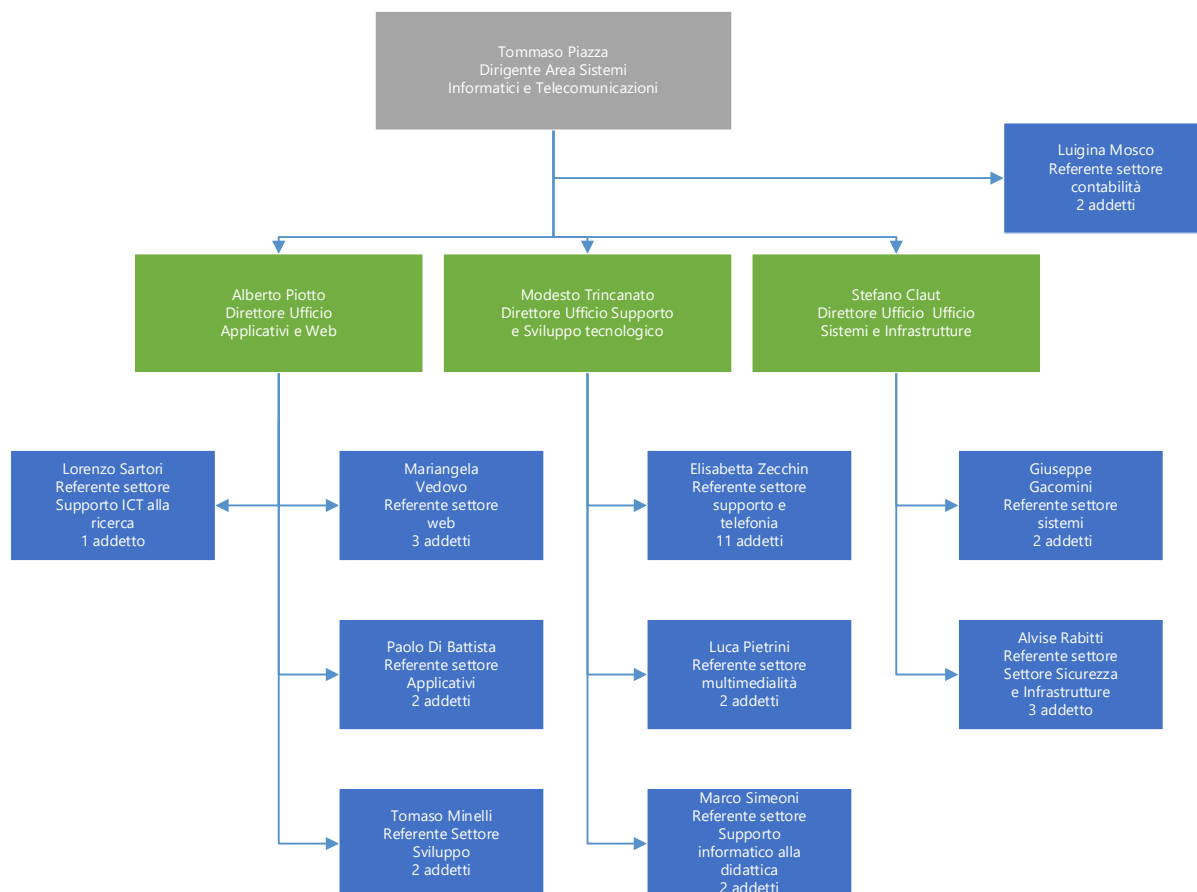 Tommaso Piazza
Dirigente Area Sistemi
Informatici e Telecomunicazioni
Luigina Mosco
Referente settore
contabilità
2 addetti
Alberto Piotto
Direttore Ufficio
Applicativi e Web
Modesto Trincanato
Direttore Ufficio Supporto
e Sviluppo tecnologico
Stefano Claut
Direttore Ufficio  Ufficio
Sistemi e Infrastrutture
Lorenzo Sartori
Referente settore
Supporto ICT alla
ricerca
1 addetto
Mariangela
Vedovo
Referente settore
web
3 addetti
Elisabetta Zecchin
Referente settore
supporto e
telefonia
11 addetti
Giuseppe
Gacomini
Referente settore
sistemi
2 addetti
Paolo Di Battista
Referente settore
Applicativi
2 addetti
Luca Pietrini
Referente settore
multimedialità
2 addetti
Alvise Rabitti
Referente settore
Settore Sicurezza
e Infrastrutture
3 addetto
Tomaso Minelli
Referente Settore
Sviluppo
2 addetti
Marco Simeoni
Referente settore
Supporto
informatico alla
didattica
2 addetti